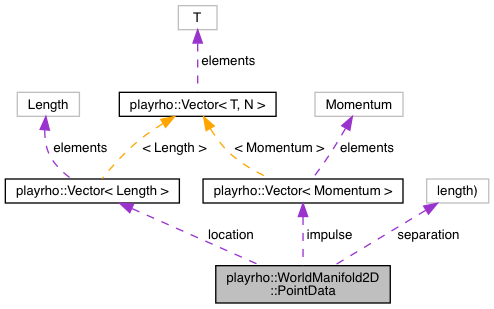 T
elements
playrho::Vector< T, N >
Length
Momentum
elements
< Length >
< Momentum >
elements
playrho::Vector< Length >
playrho::Vector< Momentum >
length)
location
impulse
separation
playrho::WorldManifold2D
::PointData